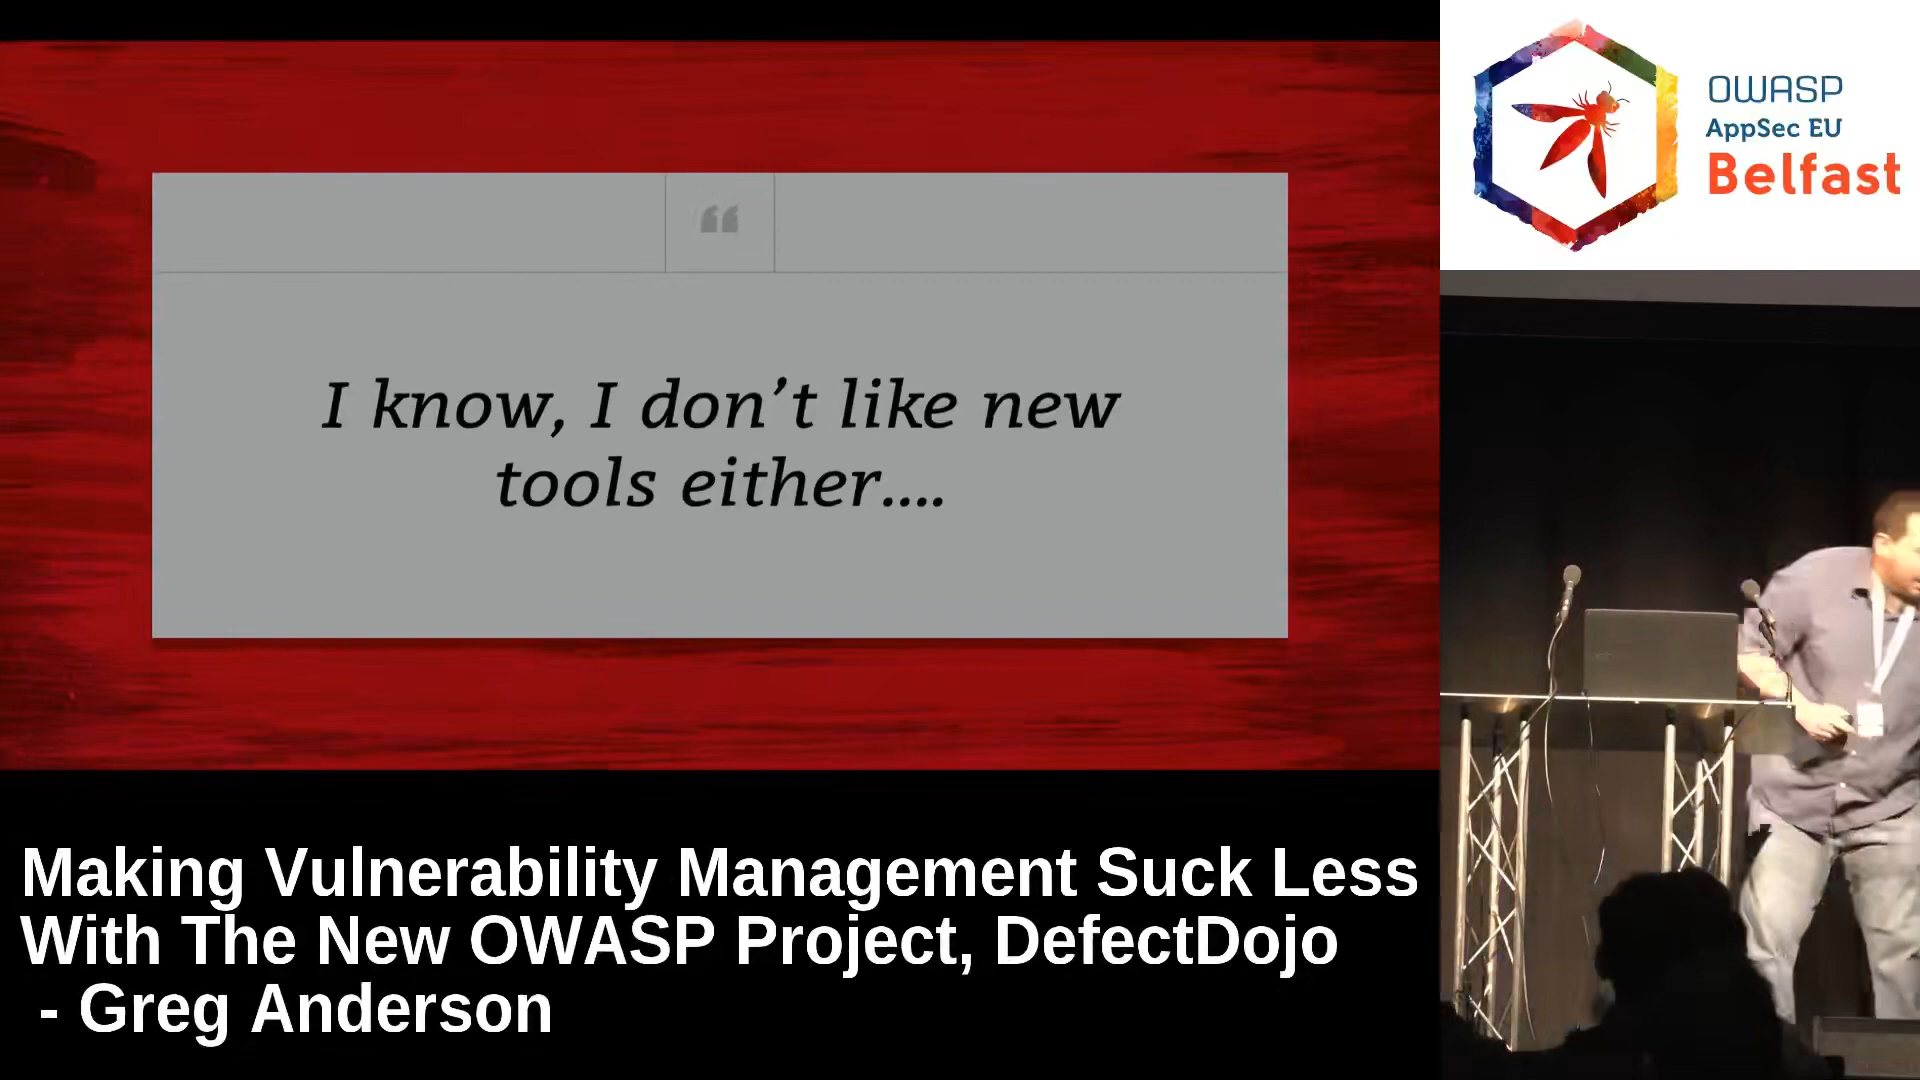 “
I know, I don’t like new
tools either....
OWASP
AppSec EU
Belfast
Making Vulnerability Management Suck Less
With The New OWASP Project, DefectDojo
- Greg Anderson